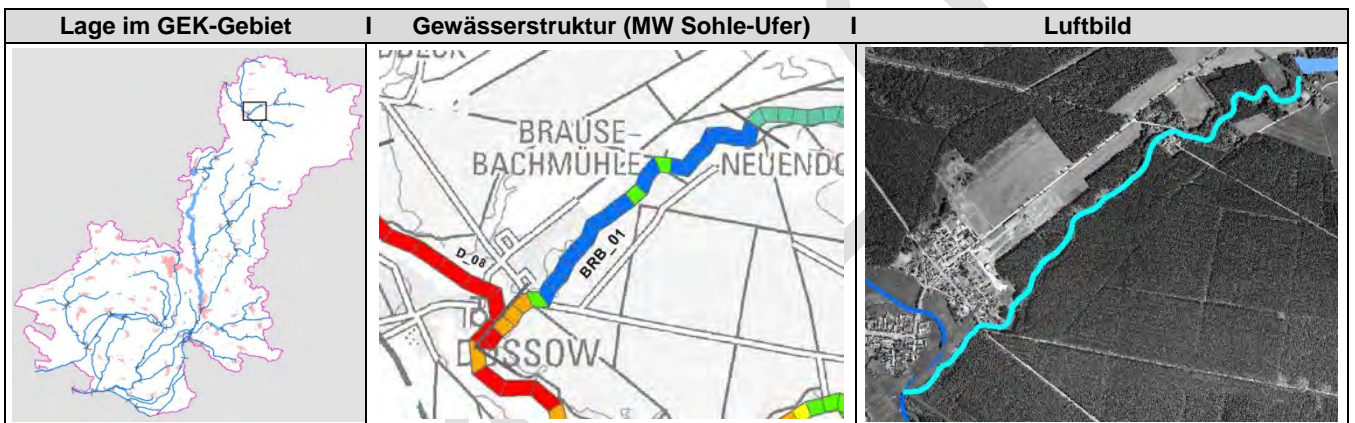 Lage im GEK-Gebiet I Gewässerstruktur (MW Sohle-Ufer) I Luftbild
BRAUSE-
BACHMÜHLE
NEUENDO
BRB_01
D_08
DOSSOW